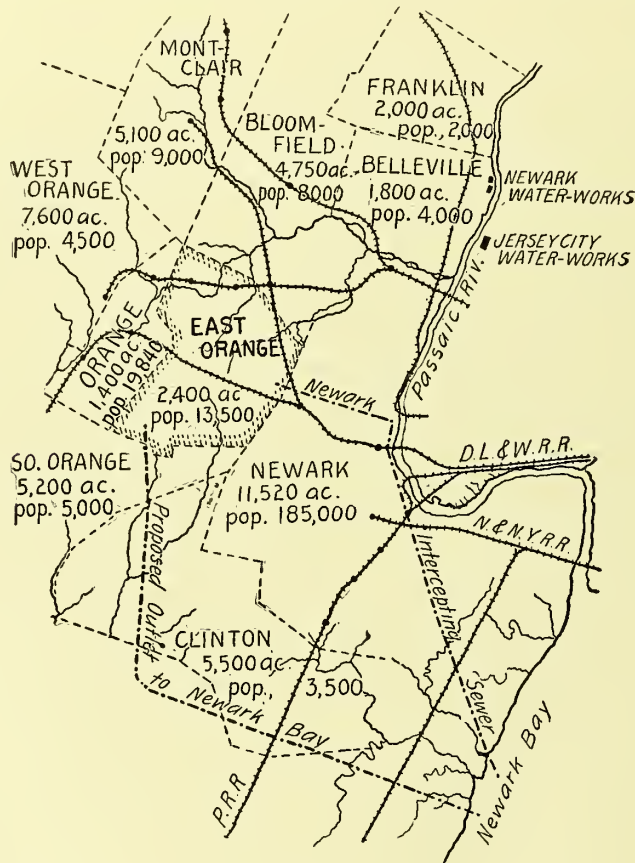 MONT-
CLAIR
5,100 ac.
pop. 9,000
BLOOM-
FIELD
4,750 ac.
pop. 8000
FRANKLIN
2,000 ac.
pop., 2,000
BELLEVILLE
1,800 ac.
pop. 4,000
NEWARK
WATER-WORKS
JERSEY CITY
WATER-WORKS
WEST
ORANGE
7,600 ac.
pop. 4,500
Passaic Riv.
ORANGE
1,400 ac.
pop. 19,840
EAST
ORANGE
2,400 ac
pop. 13,500
Newark
Intercepting
Sewer
D.L. & W.R.R.
N. & N.Y.R.R.
SO. ORANGE
5,200 ac.
pop. 5,000
NEWARK
11,520 ac.
pop. 185,000
Proposed Outlet
to Newark Bay
CLINTON
5,500 ac
pop., 3,500
P.R.R
Newark Bay